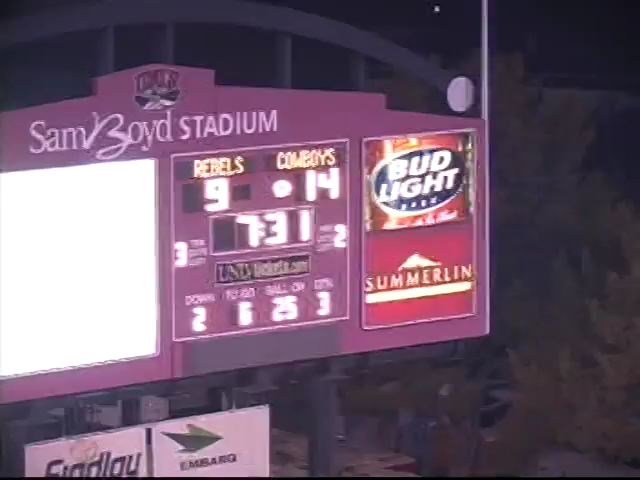 UNLV
Sam Boyd STADIUM
REBELS COWBOYS
9 14
7:31
3 2
UNLVtickets.com
DOWN TO GO BALL ON QTR
2 6 25 3
BUD LIGHT
SUMMERLIN
Findlay
EMBARQ